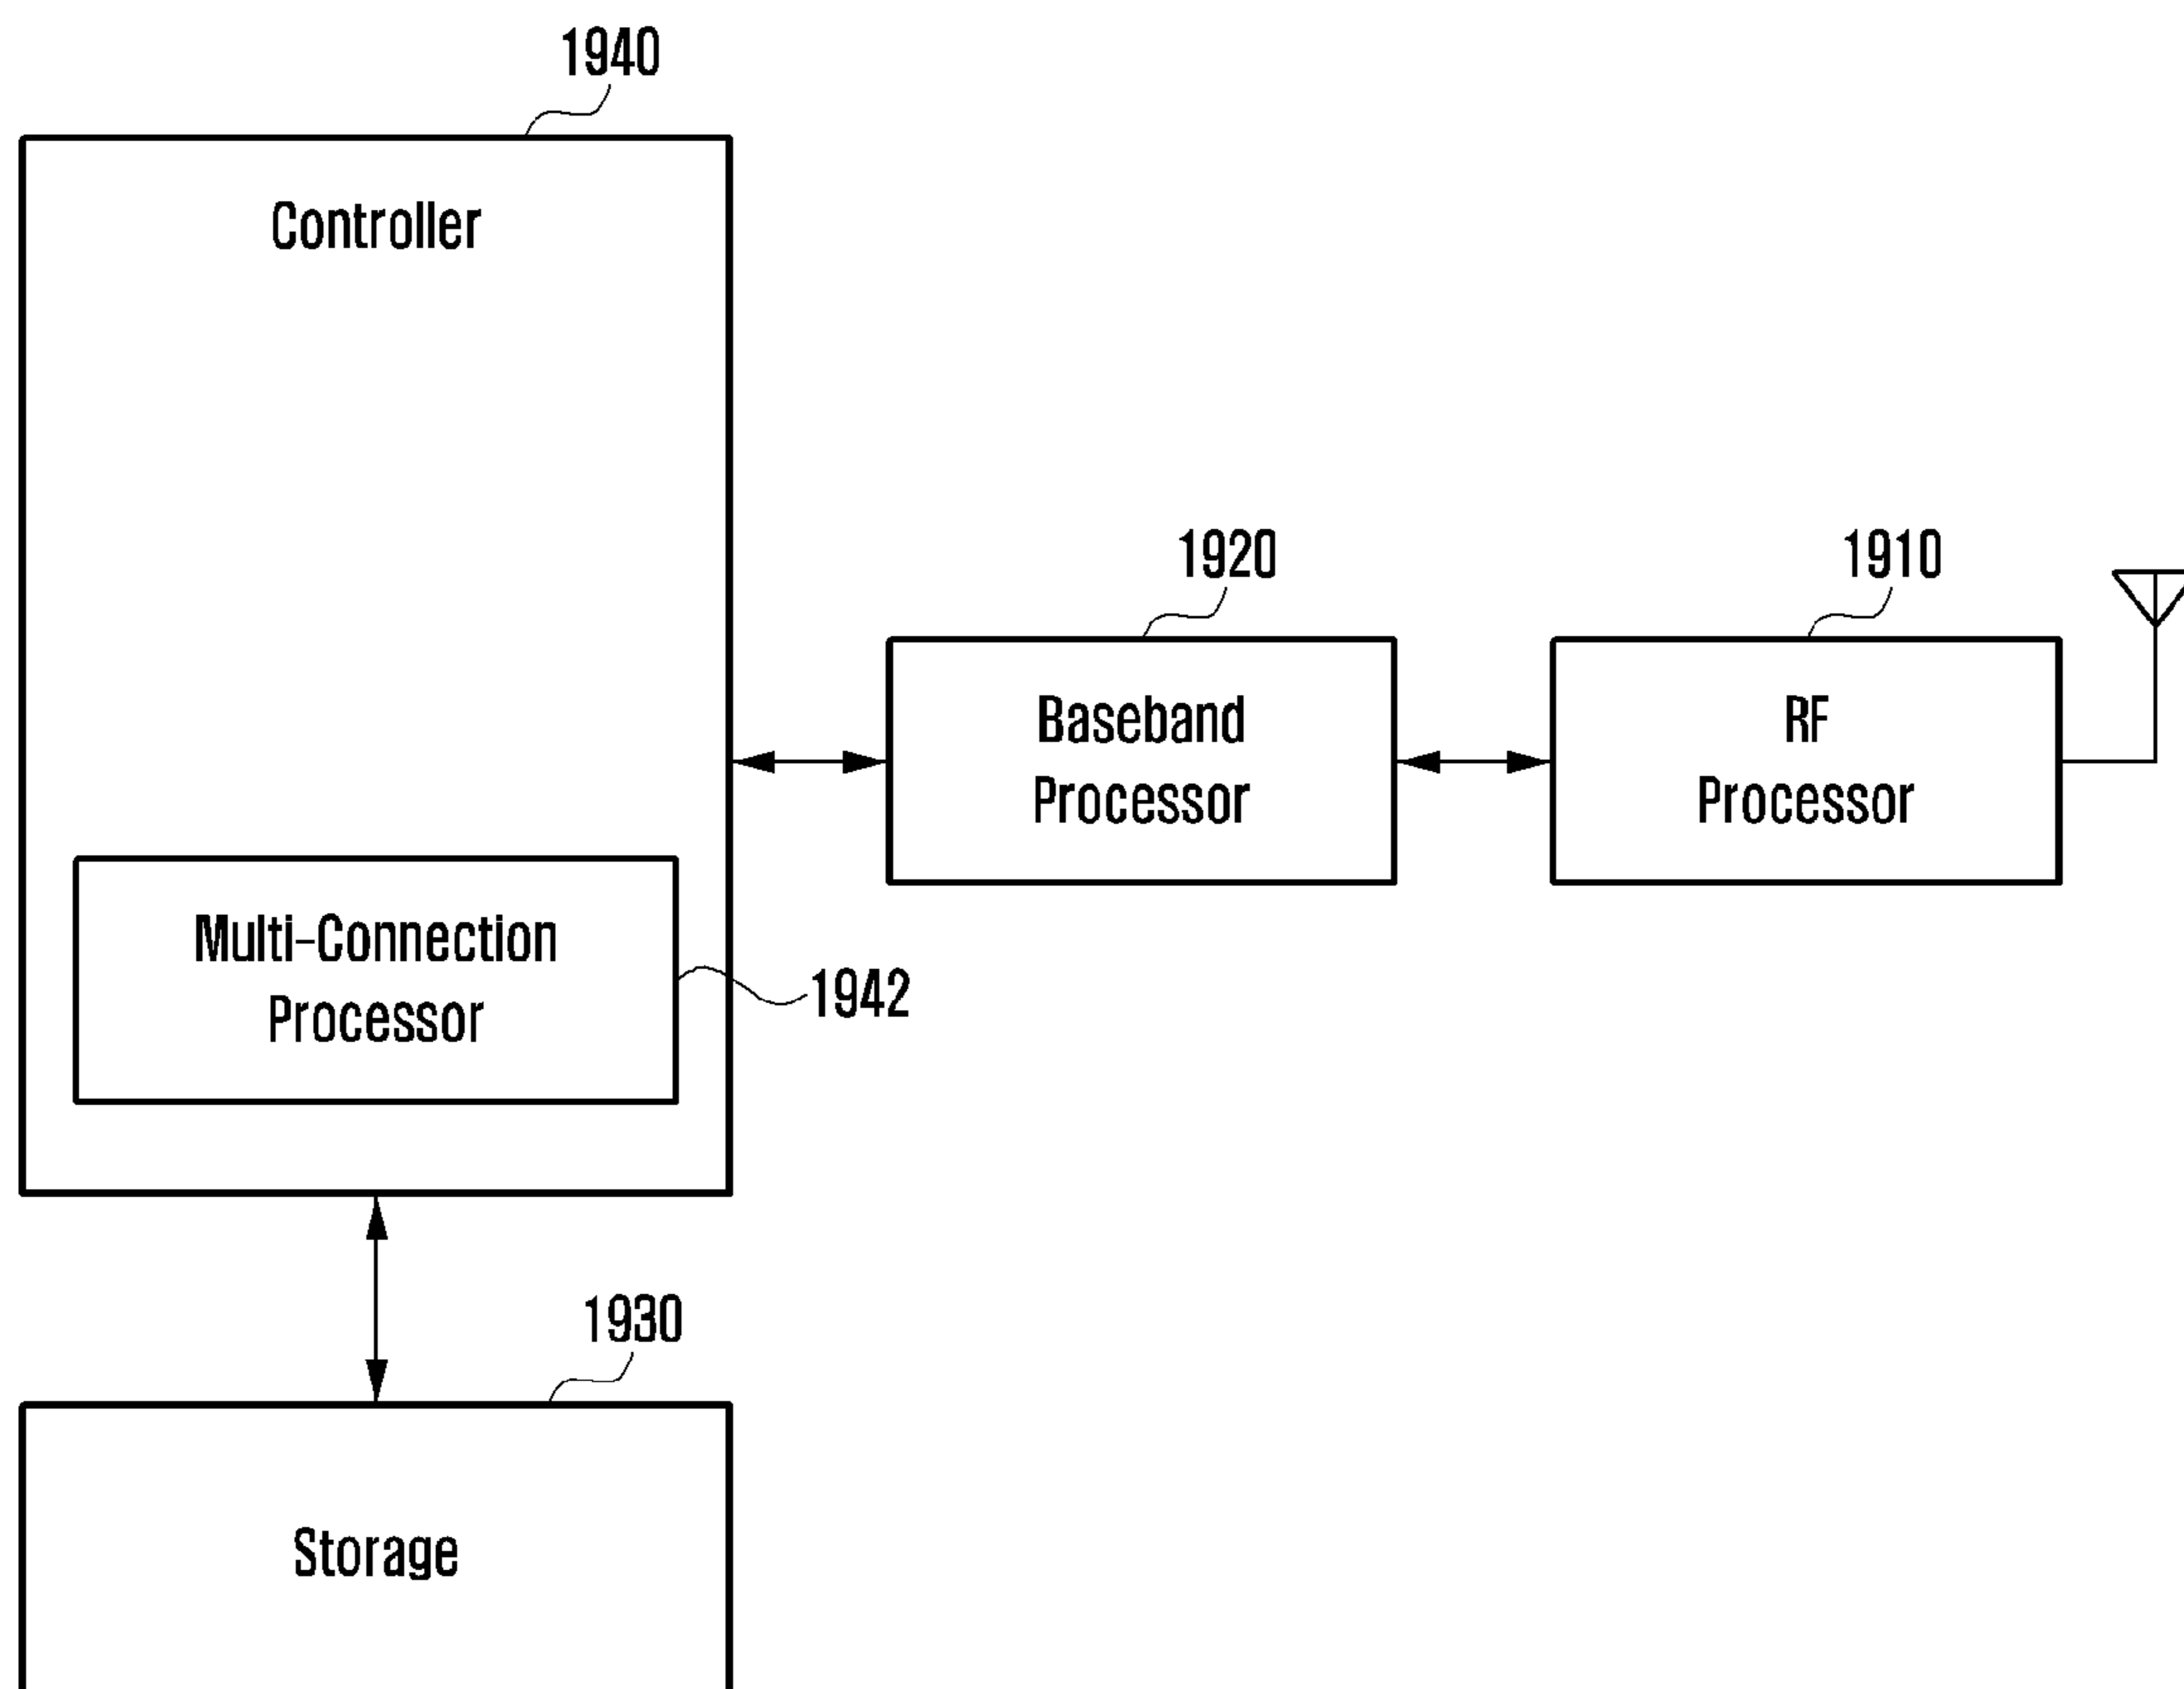 1940
Controller
1920
1910
Baseband
Processor
RF
Processor
Multi-Connection
Processor
1942
1930
Storage